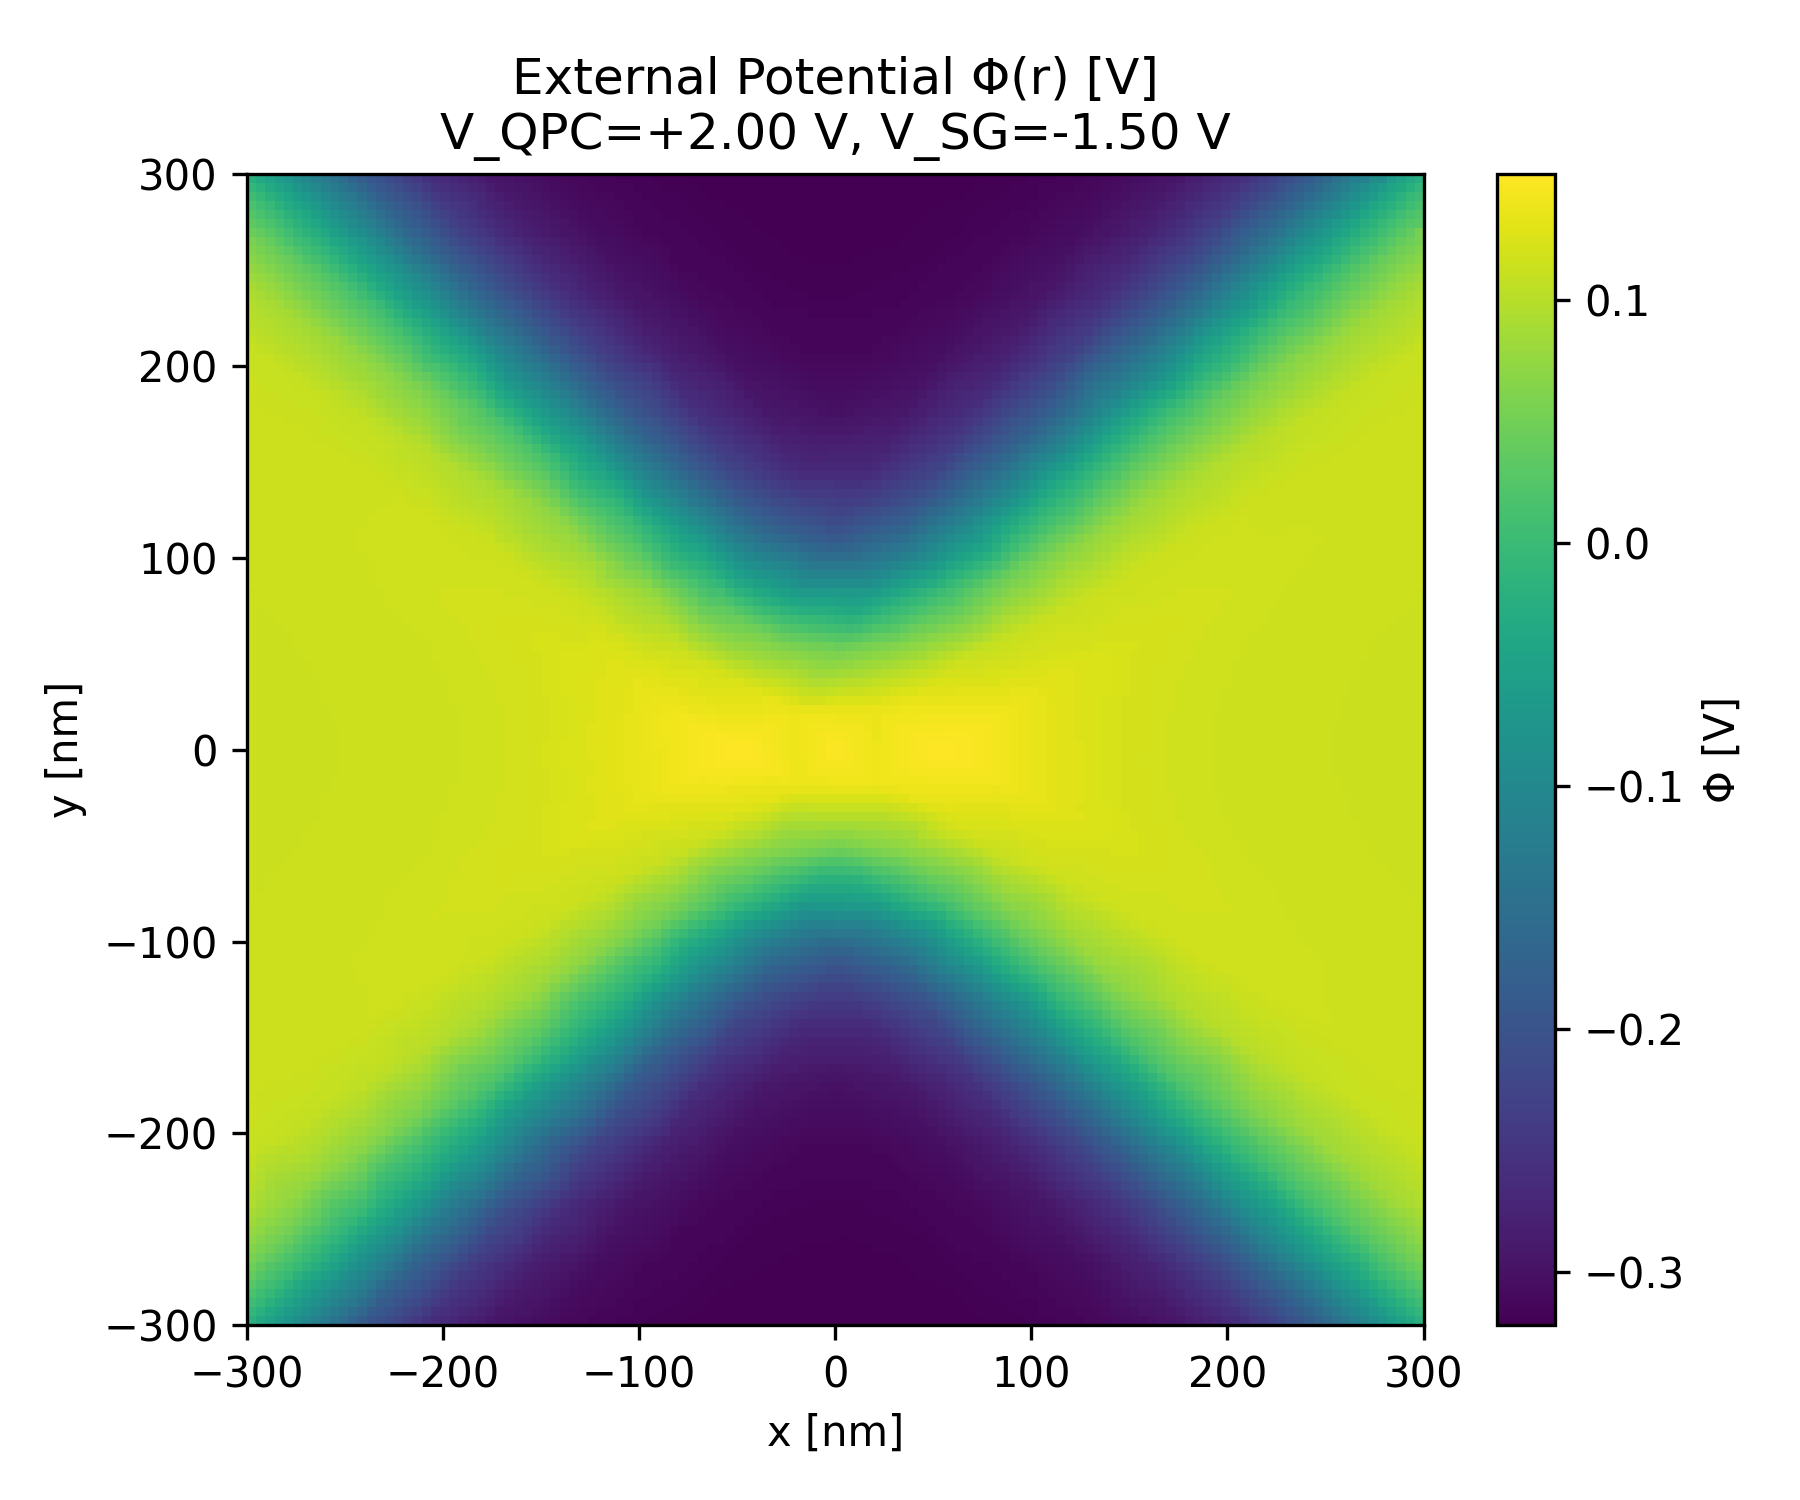 External Potential Φ(r) [V]
V_QPC=+2.00 V, V_SG=-1.50 V
300
200
100
0
−100
−200
−300
y [nm]
−300 −200 −100 0 100 200 300
x [nm]
0.1
0.0
−0.1
−0.2
−0.3
Φ [V]